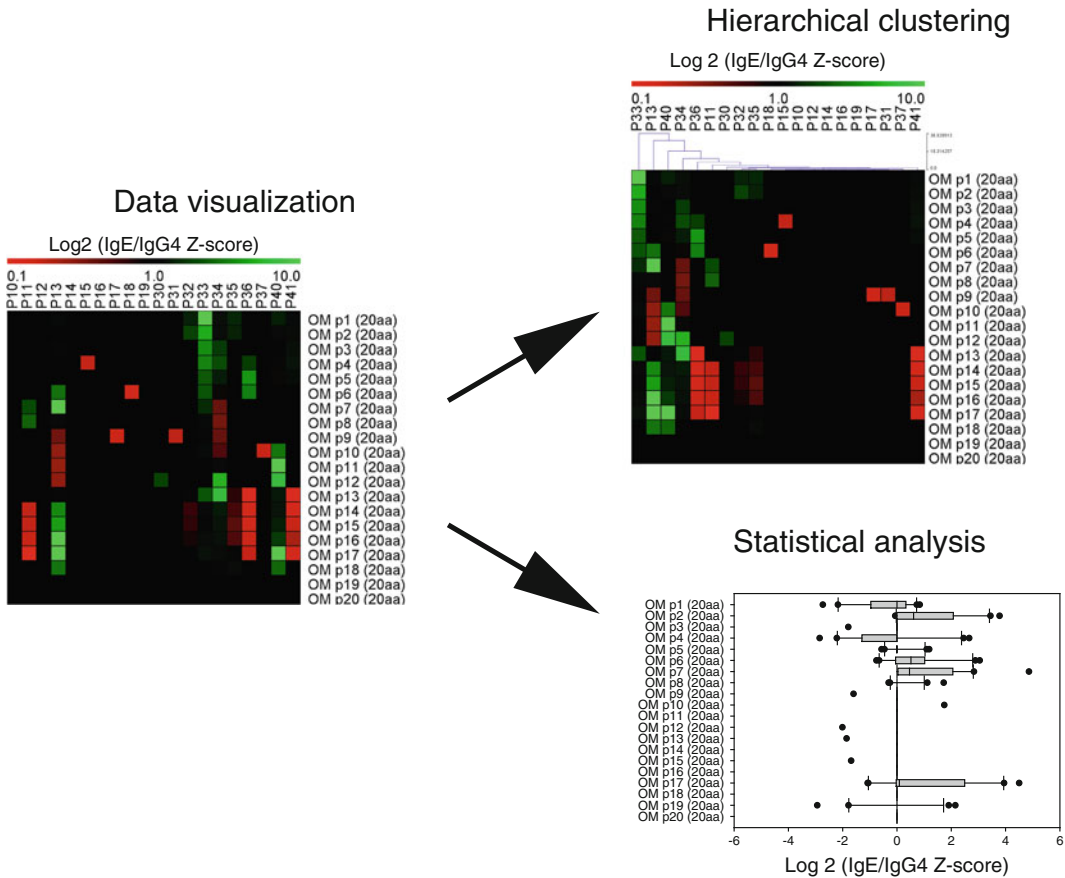 Hierarchical clustering
Log 2 (IgE/IgG4 Z-score)
0.1 1.0 10.0
P33 P13 P40 P34 P36 P11 P30 P32 P35 P18 P15 P10 P12 P14 P16 P19 P17 P31 P37 P41
OM p1 (20aa)
OM p2 (20aa)
OM p3 (20aa)
OM p4 (20aa)
OM p5 (20aa)
OM p6 (20aa)
OM p7 (20aa)
OM p8 (20aa)
OM p9 (20aa)
OM p10 (20aa)
OM p11 (20aa)
OM p12 (20aa)
OM p13 (20aa)
OM p14 (20aa)
OM p15 (20aa)
OM p16 (20aa)
OM p17 (20aa)
OM p18 (20aa)
OM p19 (20aa)
OM p20 (20aa)
Data visualization
Log2 (IgE/IgG4 Z-score)
0.1 1.0 10.0
P10 P11 P12 P13 P14 P15 P16 P17 P18 P19 P30 P31 P32 P33 P34 P35 P36 P37 P40 P41
OM p1 (20aa)
OM p2 (20aa)
OM p3 (20aa)
OM p4 (20aa)
OM p5 (20aa)
OM p6 (20aa)
OM p7 (20aa)
OM p8 (20aa)
OM p9 (20aa)
OM p10 (20aa)
OM p11 (20aa)
OM p12 (20aa)
OM p13 (20aa)
OM p14 (20aa)
OM p15 (20aa)
OM p16 (20aa)
OM p17 (20aa)
OM p18 (20aa)
OM p19 (20aa)
OM p20 (20aa)
Statistical analysis
OM p1 (20aa)
OM p2 (20aa)
OM p3 (20aa)
OM p4 (20aa)
OM p5 (20aa)
OM p6 (20aa)
OM p7 (20aa)
OM p8 (20aa)
OM p9 (20aa)
OM p10 (20aa)
OM p11 (20aa)
OM p12 (20aa)
OM p13 (20aa)
OM p14 (20aa)
OM p15 (20aa)
OM p16 (20aa)
OM p17 (20aa)
OM p18 (20aa)
OM p19 (20aa)
OM p20 (20aa)
-6 -4 -2 0 2 4 6
Log 2 (IgE/IgG4 Z-score)